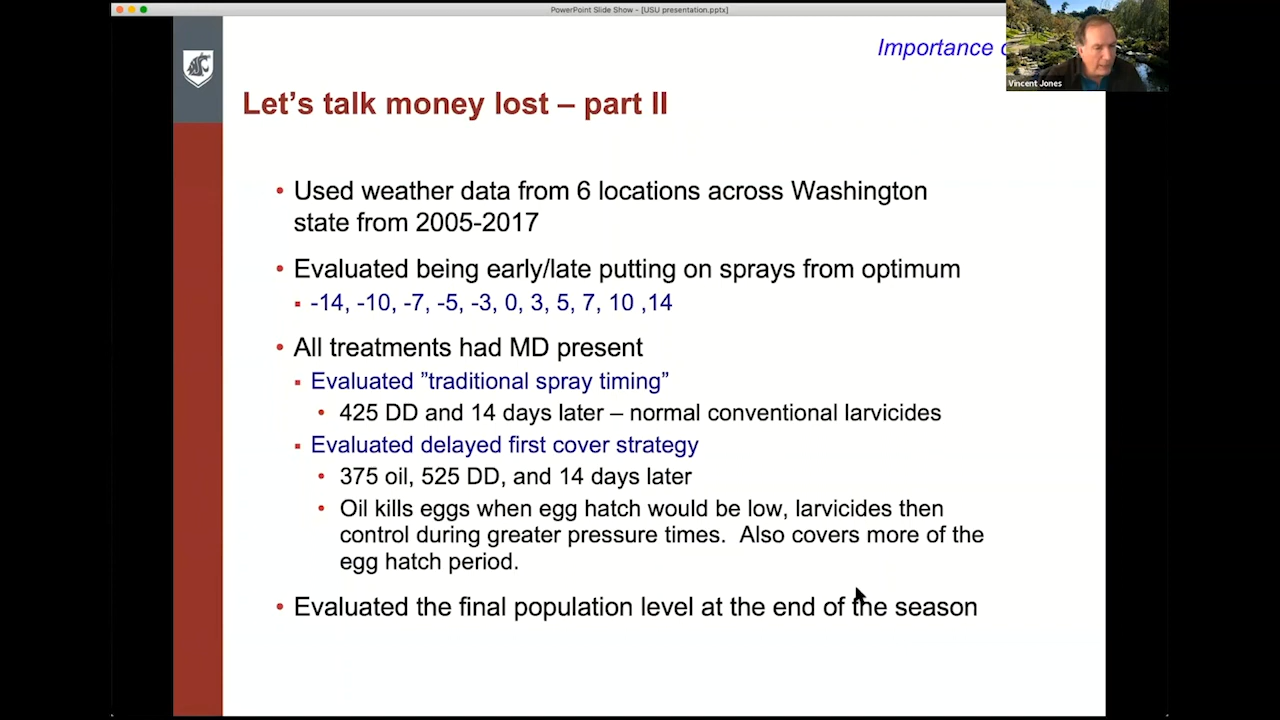 PowerPoint Slide Show - [USU presentation.pptx]
Importance
Vincent Jones
Let's talk money lost – part II
• Used weather data from 6 locations across Washington
state from 2005-2017
• Evaluated being early/late putting on sprays from optimum
▪ -14, -10, -7, -5, -3, 0, 3, 5, 7, 10 ,14
• All treatments had MD present
▪ Evaluated ”traditional spray timing”
• 425 DD and 14 days later – normal conventional larvicides
▪ Evaluated delayed first cover strategy
• 375 oil, 525 DD, and 14 days later
• Oil kills eggs when egg hatch would be low, larvicides then
control during greater pressure times.  Also covers more of the
egg hatch period.
• Evaluated the final population level at the end of the season